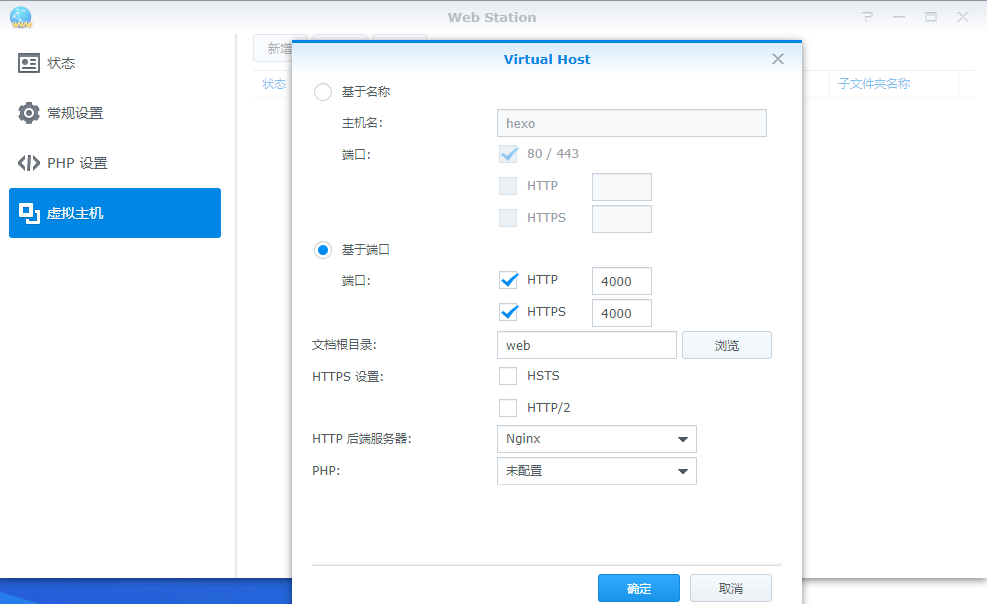 Web Station
状态
常规设置
PHP 设置
虚拟主机
新增
状态
子文件夹名称
Virtual Host
基于名称
主机名: hexo
端口: 80 / 443
HTTP
HTTPS
基于端口
端口: HTTP 4000
HTTPS 4000
文档根目录: web 浏览
HTTPS 设置: HSTS
HTTP/2
HTTP 后端服务器: Nginx
PHP: 未配置
确定 取消